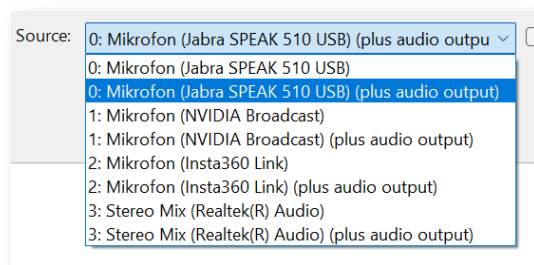 Source: 0: Mikrofon (Jabra SPEAK 510 USB) (plus audio outpu
0: Mikrofon (Jabra SPEAK 510 USB)
0: Mikrofon (Jabra SPEAK 510 USB) (plus audio output)
1: Mikrofon (NVIDIA Broadcast)
1: Mikrofon (NVIDIA Broadcast) (plus audio output)
2: Mikrofon (Insta360 Link)
2: Mikrofon (Insta360 Link) (plus audio output)
3: Stereo Mix (Realtek(R) Audio)
3: Stereo Mix (Realtek(R) Audio) (plus audio output)